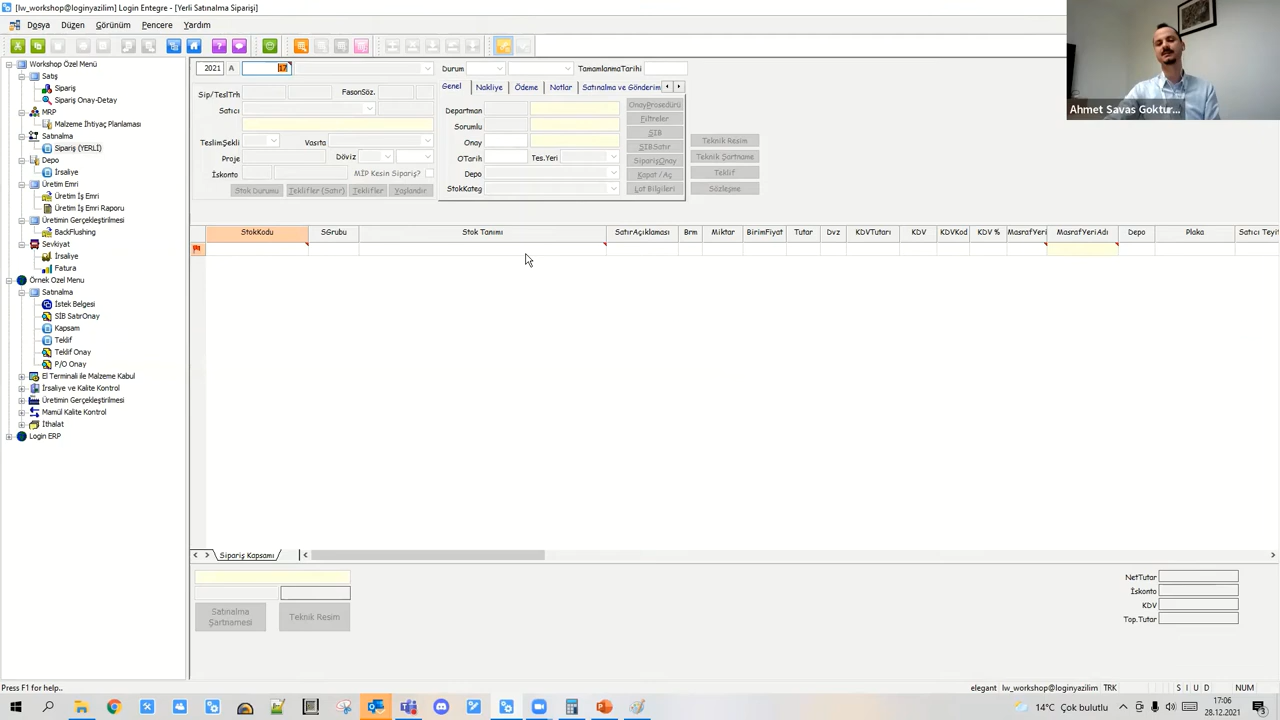 [lw_workshop@loginyazilim] Login Entegre - [Yerli Satınalma Siparişi]
Dosya Düzen Görünüm Pencere Yardım
Workshop Özel Menü
Satış
Sipariş
Sipariş Onay-Detay
MRP
Malzeme İhtiyaç Planlaması
Satınalma
Sipariş (YERLİ)
Depo
İrsaliye
Üretim Emri
Üretim İş Emri
Üretim İş Emri Raporu
Üretimin Gerçekleştirilmesi
BackFlushing
Sevkiyat
İrsaliye
Fatura
Örnek Özel Menu
Satınalma
İstek Belgesi
SİB SatırOnay
Kapsam
Teklif
Teklif Onay
P/O Onay
El Terminali ile Malzeme Kabul
İrsaliye ve Kalite Kontrol
Üretimin Gerçekleştirilmesi
Mamül Kalite Kontrol
İthalat
Login ERP
2021 A 17 Durum TamamlanmaTarihi
Sip/TeslTrh FasonSöz.
Satıcı
TeslimŞekli Vasıta
Proje Döviz
İskonto MİP Kesin Sipariş?
Stok Durumu Teklifler (Satır) Teklifler Yaşlandır
Genel Nakliye Ödeme Notlar Satınalma ve Gönderim
Departman
Sorumlu
Onay
OTarih Tes.Yeri
Depo
StokKateg
OnayProsedürü
Filtreler
SİB
SİBSatır
SiparişOnay
Kapat / Aç
Lot Bilgileri
Teknik Resim
Teknik Şartname
Teklif
Sözleşme
StokKodu SGrubu Stok Tanımı SatırAçıklaması Brm Miktar BirimFiyat Tutar Dvz KDVTutarı KDV KDVKod KDV % MasrafYeri MasrafYeriAdı Depo Plaka Satıcı Teyit
Sipariş Kapsamı
Satınalma
Şartnamesi
Teknik Resim
NetTutar
İskonto
KDV
Top.Tutar
Press F1 for help..
elegant lw_workshop@loginyazilim TRK S I U D NUM
14°C Çok bulutlu
17:06
28.12.2021
3
Ahmet Savas Goktur...